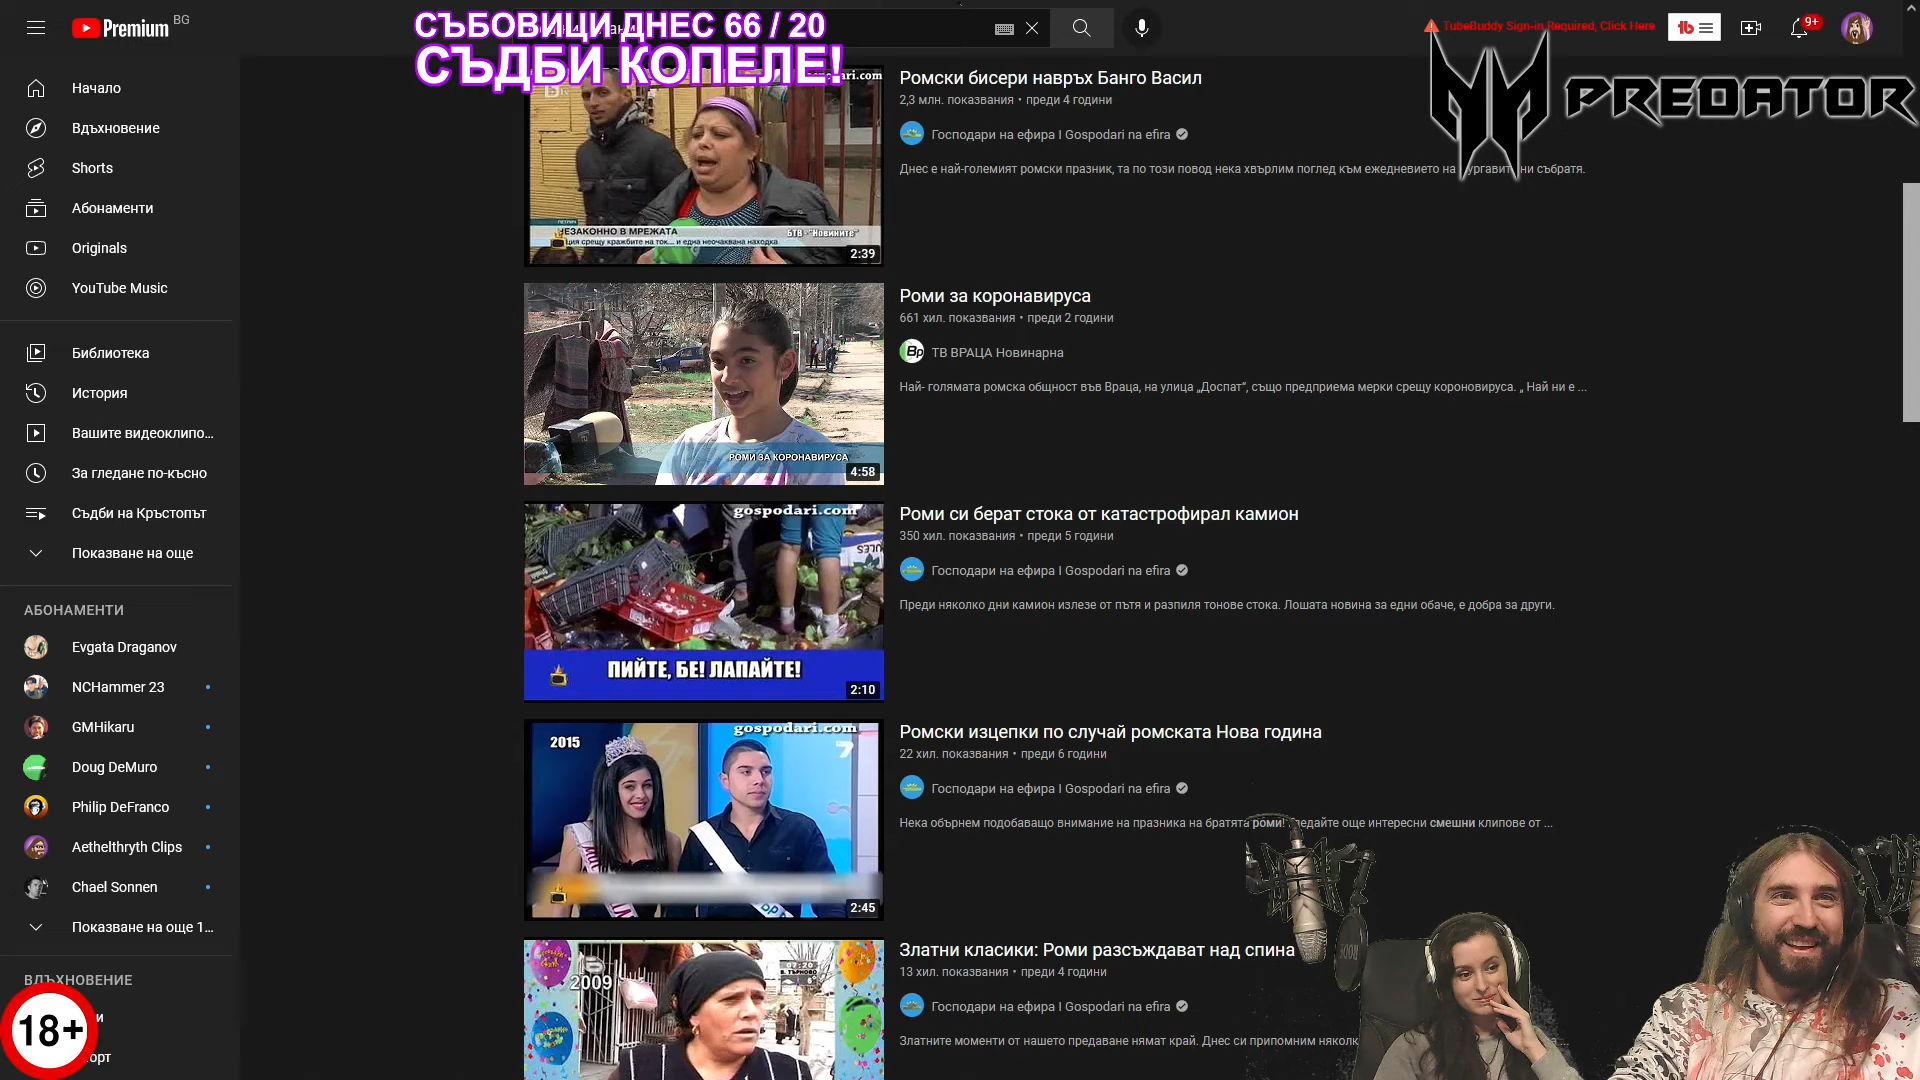 Premium
BG
СЪБОВИЦИ ДНЕС 66 / 20
СЪДБИ КОПЕЛЕ!
TubeBuddy Sign-in Required, Click Here
tb
9+
PREDATOR
Начало
Вдъхновение
Shorts
Абонаменти
Originals
YouTube Music
Библиотека
История
Вашите видеоклипо...
За гледане по-късно
Съдби на Кръстопът
Показване на още
АБОНАМЕНТИ
Evgata Draganov
NCHammer 23
GMHikaru
Doug DeMuro
Philip DeFranco
Aethelthryth Clips
Chael Sonnen
Показване на още 1...
ВДЪХНОВЕНИЕ
18+
НЕЗАКОННО В МРЕЖАТА
БТВ - "Новините"
2:39
Ромски бисери навръх Банго Васил
2,3 млн. показвания • преди 4 години
Господари на ефира I Gospodari na efira
Днес е най-големият ромски празник, та по този повод нека хвърлим поглед към ежедневието на
ни събратя.
РОМИ ЗА КОРОНАВИРУСА
4:58
Роми за коронавируса
661 хил. показвания • преди 2 години
Вр ТВ ВРАЦА Новинарна
Най- голямата ромска общност във Враца, на улица „Доспат“, също предприема мерки срещу короновируса. „ Най ни е ...
gospodari.com
ПИЙТЕ, БЕ! ЛАПАЙТЕ!
2:10
Роми си берат стока от катастрофирал камион
350 хил. показвания • преди 5 години
Господари на ефира I Gospodari na efira
Преди няколко дни камион излезе от пътя и разпиля тонове стока. Лошата новина за едни обаче, е добра за други.
2015
gospodari.com
7
2:45
Ромски изцепки по случай ромската Нова година
22 хил. показвания • преди 6 години
Господари на ефира I Gospodari na efira
Нека обърнем подобаващо внимание на празника на братята роми! Гледайте още интересни смешни клипове от ...
2009
В. ТЪРНОВО
Златни класики: Роми разсъждават над спина
13 хил. показвания • преди 4 години
Господари на ефира I Gospodari na efira
Златните моменти от нашето предаване нямат край. Днес си припомним няколк